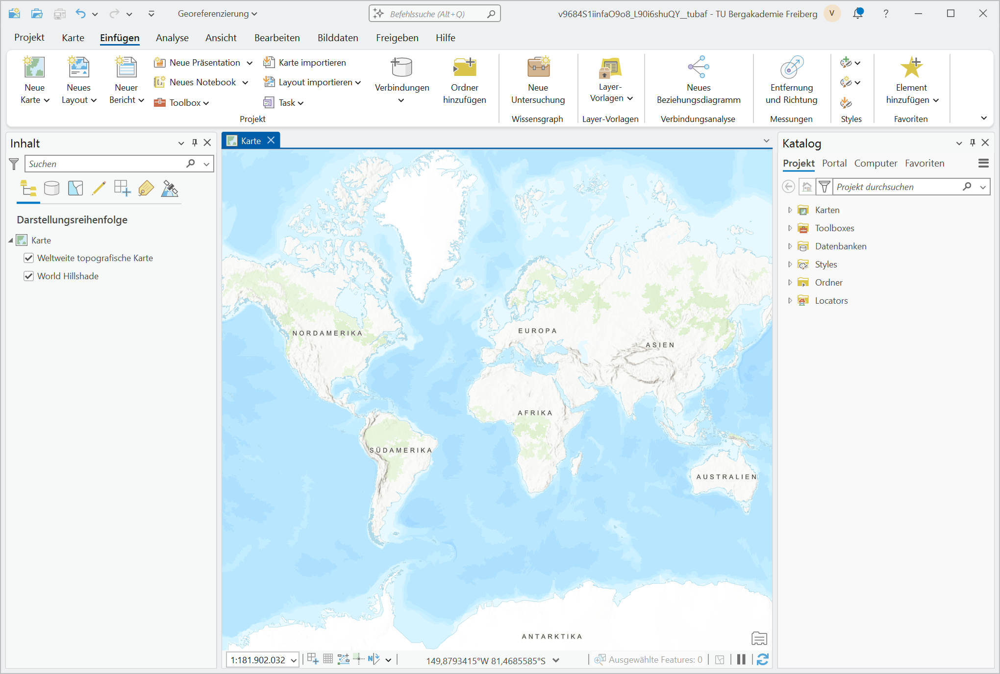 Georeferenzierung
Befehlssuche (Alt+Q)
v9684S1iinfaO9o8_L90i6shuQY__tubaf - TU Bergakademie Freiberg
V
?
Projekt Karte Einfügen Analyse Ansicht Bearbeiten Bilddaten Freigeben Hilfe
Neue Karte
Neues Layout
Neuer Bericht
Neue Präsentation
Neues Notebook
Toolbox
Karte importieren
Layout importieren
Task
Verbindungen
Ordner hinzufügen
Projekt
Neue Untersuchung
Wissensgraph
Layer-Vorlagen
Layer-Vorlagen
Neues Beziehungsdiagramm
Verbindungsanalyse
Entfernung und Richtung
Messungen
Styles
Element hinzufügen
Favoriten
Inhalt
Suchen
Darstellungsreihenfolge
Karte
Weltweite topografische Karte
World Hillshade
Karte
NORDAMERIKA
EUROPA
ASIEN
AFRIKA
SÜDAMERIKA
AUSTRALIEN
ANTARKTIKA
1:181.902.032
N
149,8793415°W 81,4685585°S
Ausgewählte Features: 0
Katalog
Projekt Portal Computer Favoriten
Projekt durchsuchen
Karten
Toolboxes
Datenbanken
Styles
Ordner
Locators